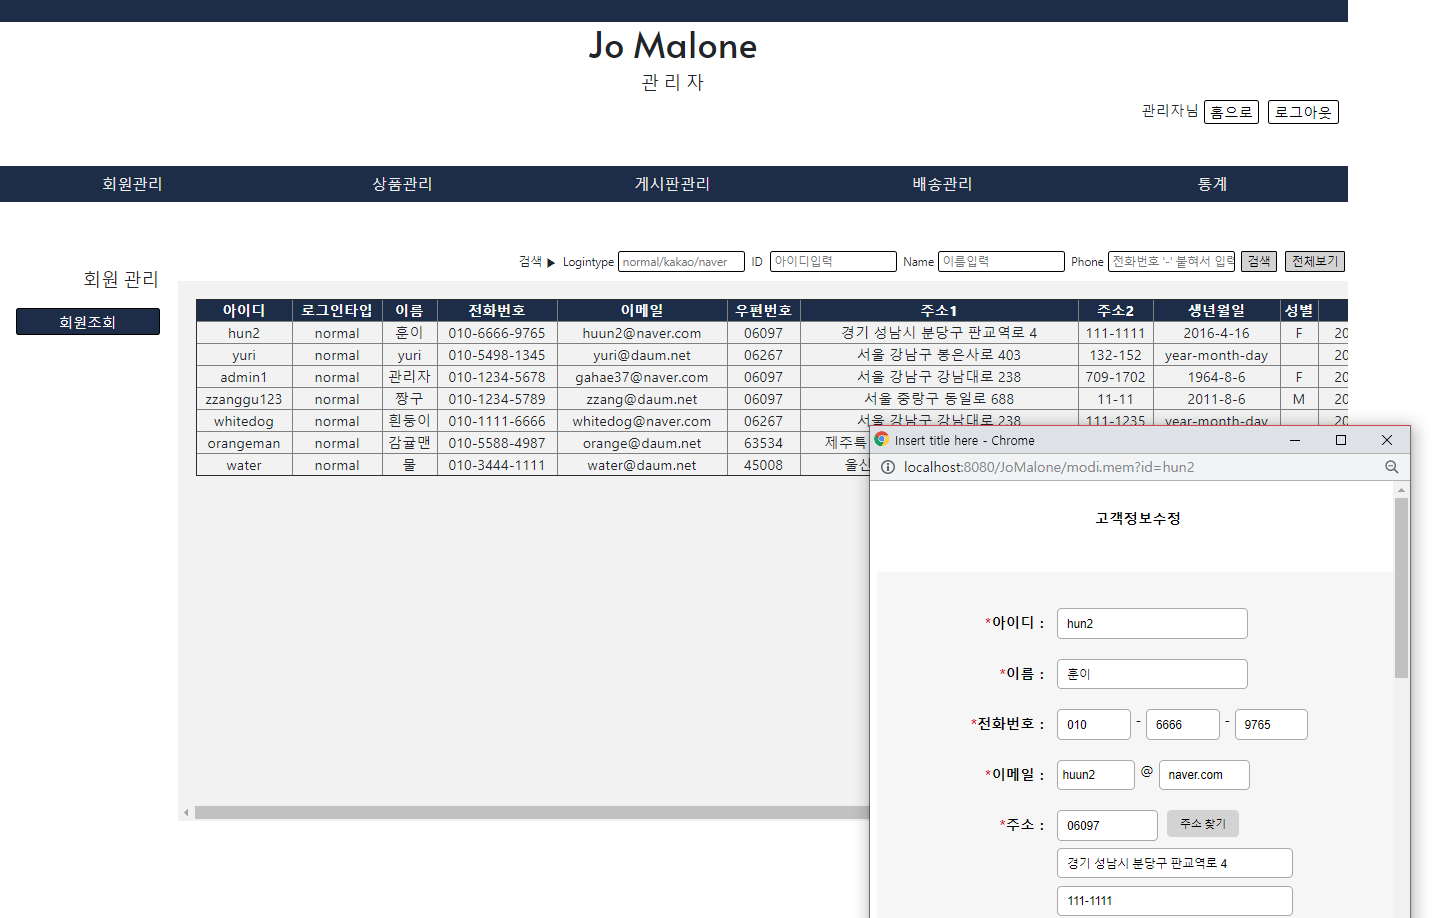 Jo Malone
관 리 자
관리자님 홈으로 로그아웃
회원관리 상품관리 게시판관리 배송관리 통계
검색 ▶ Logintype normal/kakao/naver ID 아이디입력 Name 이름입력 Phone 전화번호 '-' 붙혀서 입력 검색 전체보기
회원 관리
회원조회
아이디 로그인타입 이름 전화번호 이메일 우편번호 주소1 주소2 생년월일 성별
hun2 normal 훈이 010-6666-9765 huun2@naver.com 06097 경기 성남시 분당구 판교역로 4 111-1111 2016-4-16 F 20
yuri normal yuri 010-5498-1345 yuri@daum.net 06267 서울 강남구 봉은사로 403 132-152 year-month-day 20
admin1 normal 관리자 010-1234-5678 gahae37@naver.com 06097 서울 강남구 강남대로 238 709-1702 1964-8-6 F 20
zzanggu123 normal 짱구 010-1234-5789 zzang@daum.net 06097 서울 중랑구 동일로 688 11-11 2011-8-6 M 20
whitedog normal 흰둥이 010-1111-6666 whitedog@naver.com 06267 서울 강남구 강남대로 238 111-1235 year-month-day 20
orangeman normal 감귤맨 010-5588-4987 orange@daum.net 63534 제주특
water normal 물 010-3444-1111 water@daum.net 45008 울산
Insert title here - Chrome
localhost:8080/JoMalone/modi.mem?id=hun2
고객정보수정
*아이디 : hun2
*이름 : 훈이
*전화번호 : 010 - 6666 - 9765
*이메일 : huun2 @ naver.com
*주소 : 06097 주소 찾기
경기 성남시 분당구 판교역로 4
111-1111